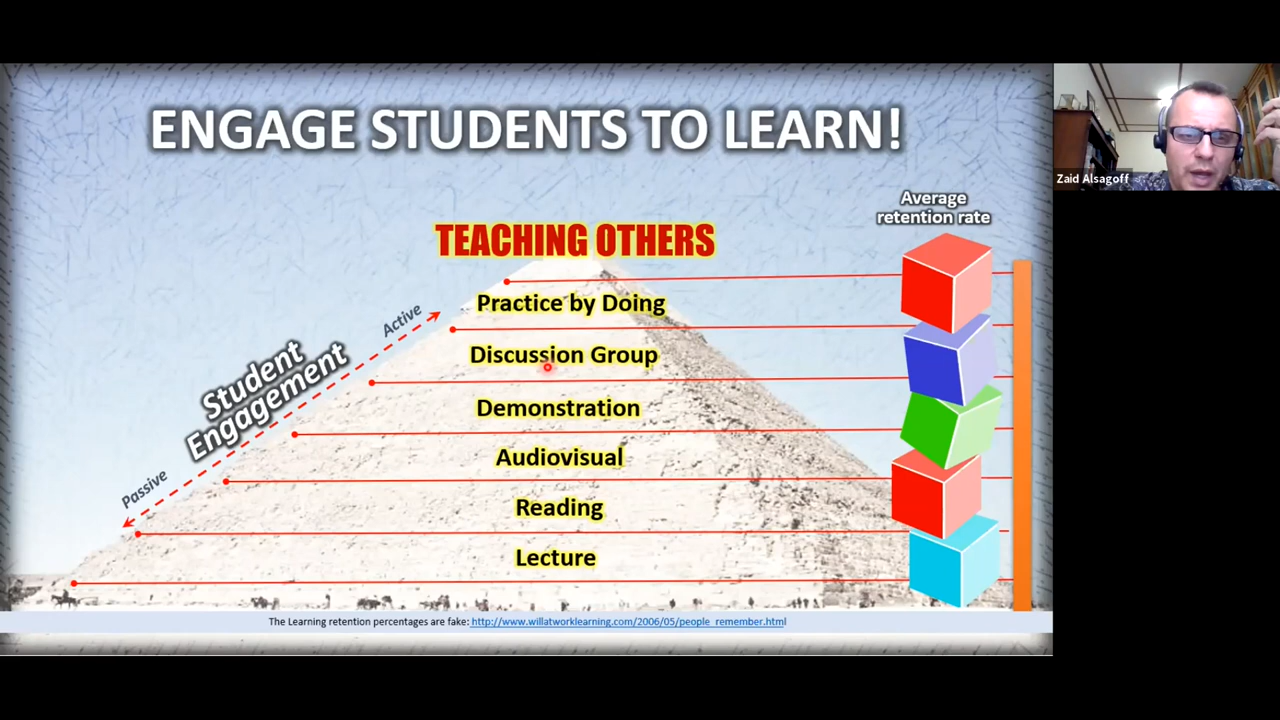 ENGAGE STUDENTS TO LEARN!
Zaid Alsagoff
Average
retention rate
TEACHING OTHERS
Practice by Doing
Active
Discussion Group
Student
Engagement
Demonstration
Audiovisual
Passive
Reading
Lecture
The Learning retention percentages are fake: http://www.willatworklearning.com/2006/05/people_remember.html